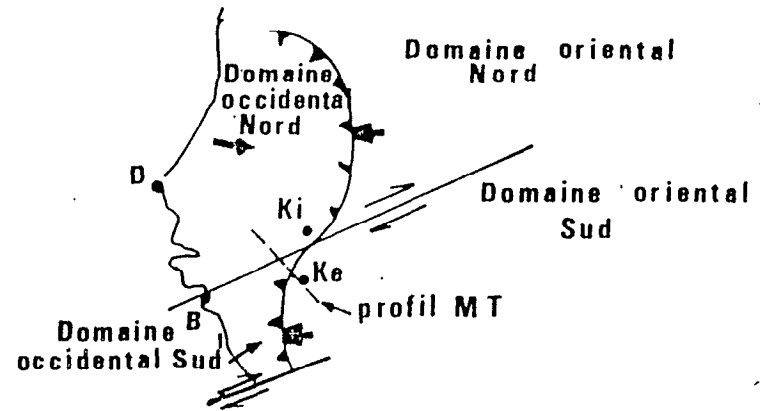 Domaine oriental
Nord
Domaine
occidental
Nord
D
Domaine oriental
Sud
Ki
Ke
profil MT
B
Domaine
occidental Sud